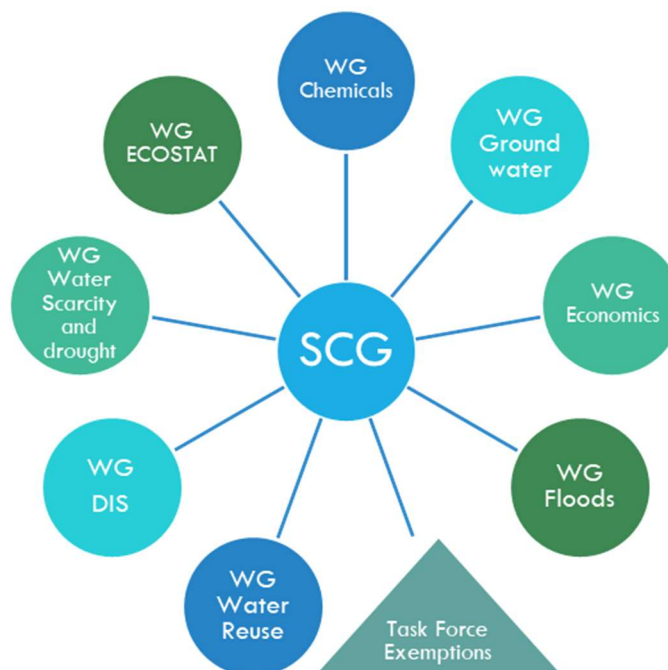 WG
Chemicals
WG
Ground
water
WG
Economics
WG
Floods
Task Force
Exemptions
WG
Water
Reuse
WG
DIS
WG
Water
Scarcity
and
drought
WG
ECOSTAT
SCG